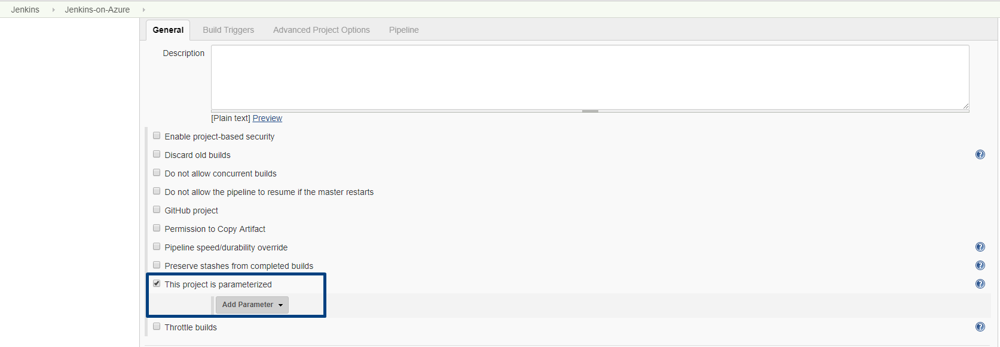 Jenkins Jenkins-on-Azure
General Build Triggers Advanced Project Options Pipeline
Description
[Plain text] Preview
Enable project-based security
Discard old builds
Do not allow concurrent builds
Do not allow the pipeline to resume if the master restarts
GitHub project
Permission to Copy Artifact
Pipeline speed/durability override
Preserve stashes from completed builds
This project is parameterized
Add Parameter
Throttle builds